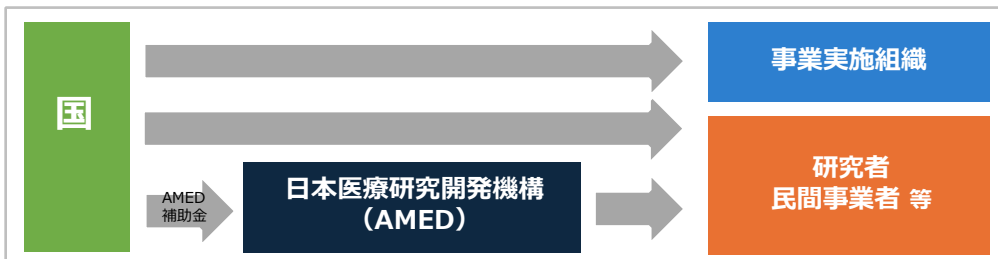 国
事業実施組織
AMED
補助金
日本医療研究開発機構
（AMED）
研究者
民間事業者 等